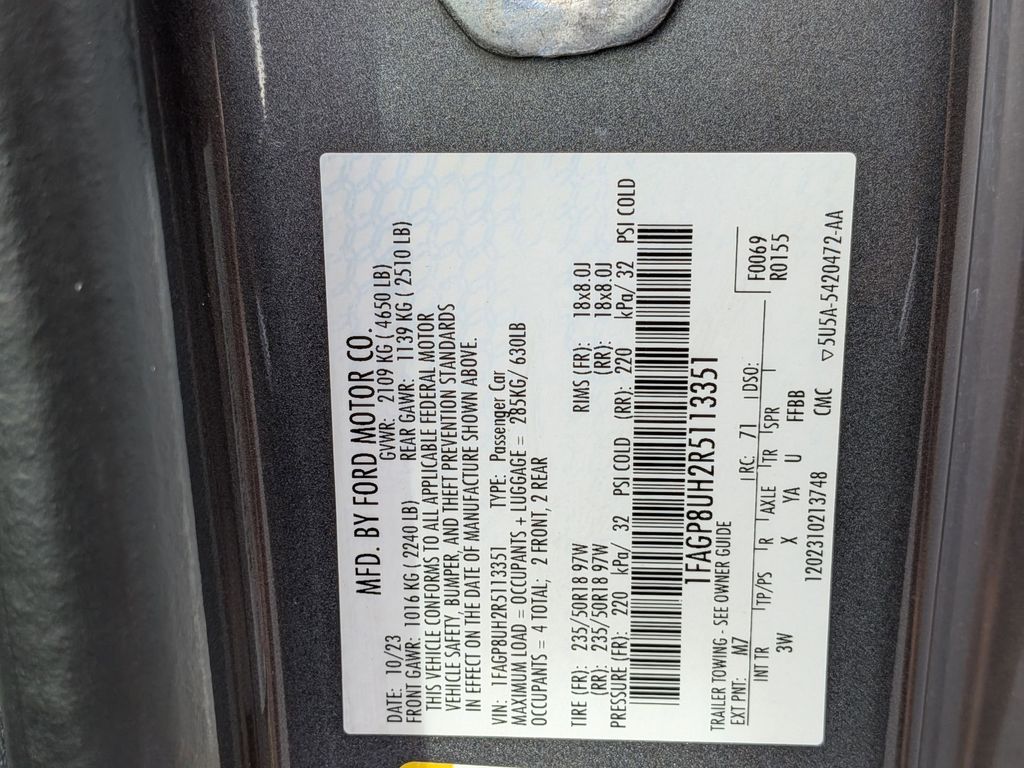 MFD. BY FORD MOTOR CO.
DATE: 10/23 GVWR: 2109 KG ( 4650 LB)
FRONT GAWR: 1016 KG ( 2240 LB) REAR GAWR: 1139 KG ( 2510 LB)
THIS VEHICLE CONFORMS TO ALL APPLICABLE FEDERAL MOTOR
VEHICLE SAFETY, BUMPER, AND THEFT PREVENTION STANDARDS
IN EFFECT ON THE DATE OF MANUFACTURE SHOWN ABOVE.
VIN: 1FAGP8UH2R5113351 TYPE: Passenger Car
MAXIMUM LOAD = OCCUPANTS + LUGGAGE = 285KG/ 630LB
OCCUPANTS = 4 TOTAL; 2 FRONT, 2 REAR
TIRE (FR): 235/50R18 97W RIMS (FR): 18x8.0J
(RR): 235/50R18 97W (RR): 18x8.0J
PRESSURE (FR): 220 kPa/ 32 PSI COLD (RR): 220 kPa/ 32 PSI COLD
1FAGP8UH2R5113351
TRAILER TOWING - SEE OWNER GUIDE F0069
EXT PNT: M7 RC: 71 DSO: R0155
INT TR TP/PS R AXLE TR SPR
3W X YA U FFBB
12023102137​48 CMC ▽5U5A-5420472-AA